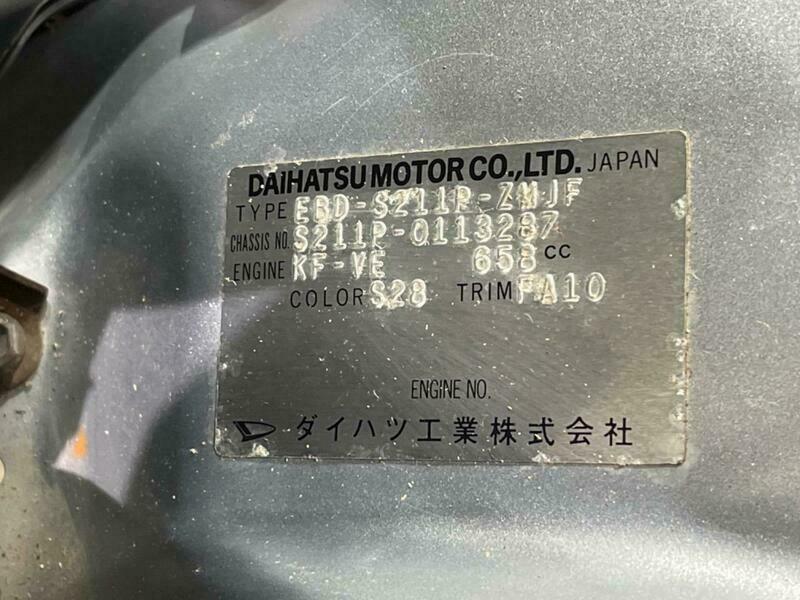 DAIHATSU MOTOR CO.,LTD. JAPAN
TYPE EBD-S211P-ZMJF
CHASSIS NO. S211P-0113287
ENGINE KF-VE 658 CC
COLOR S28 TRIM FA10
ENGINE NO.
ダイハツ工業株式会社